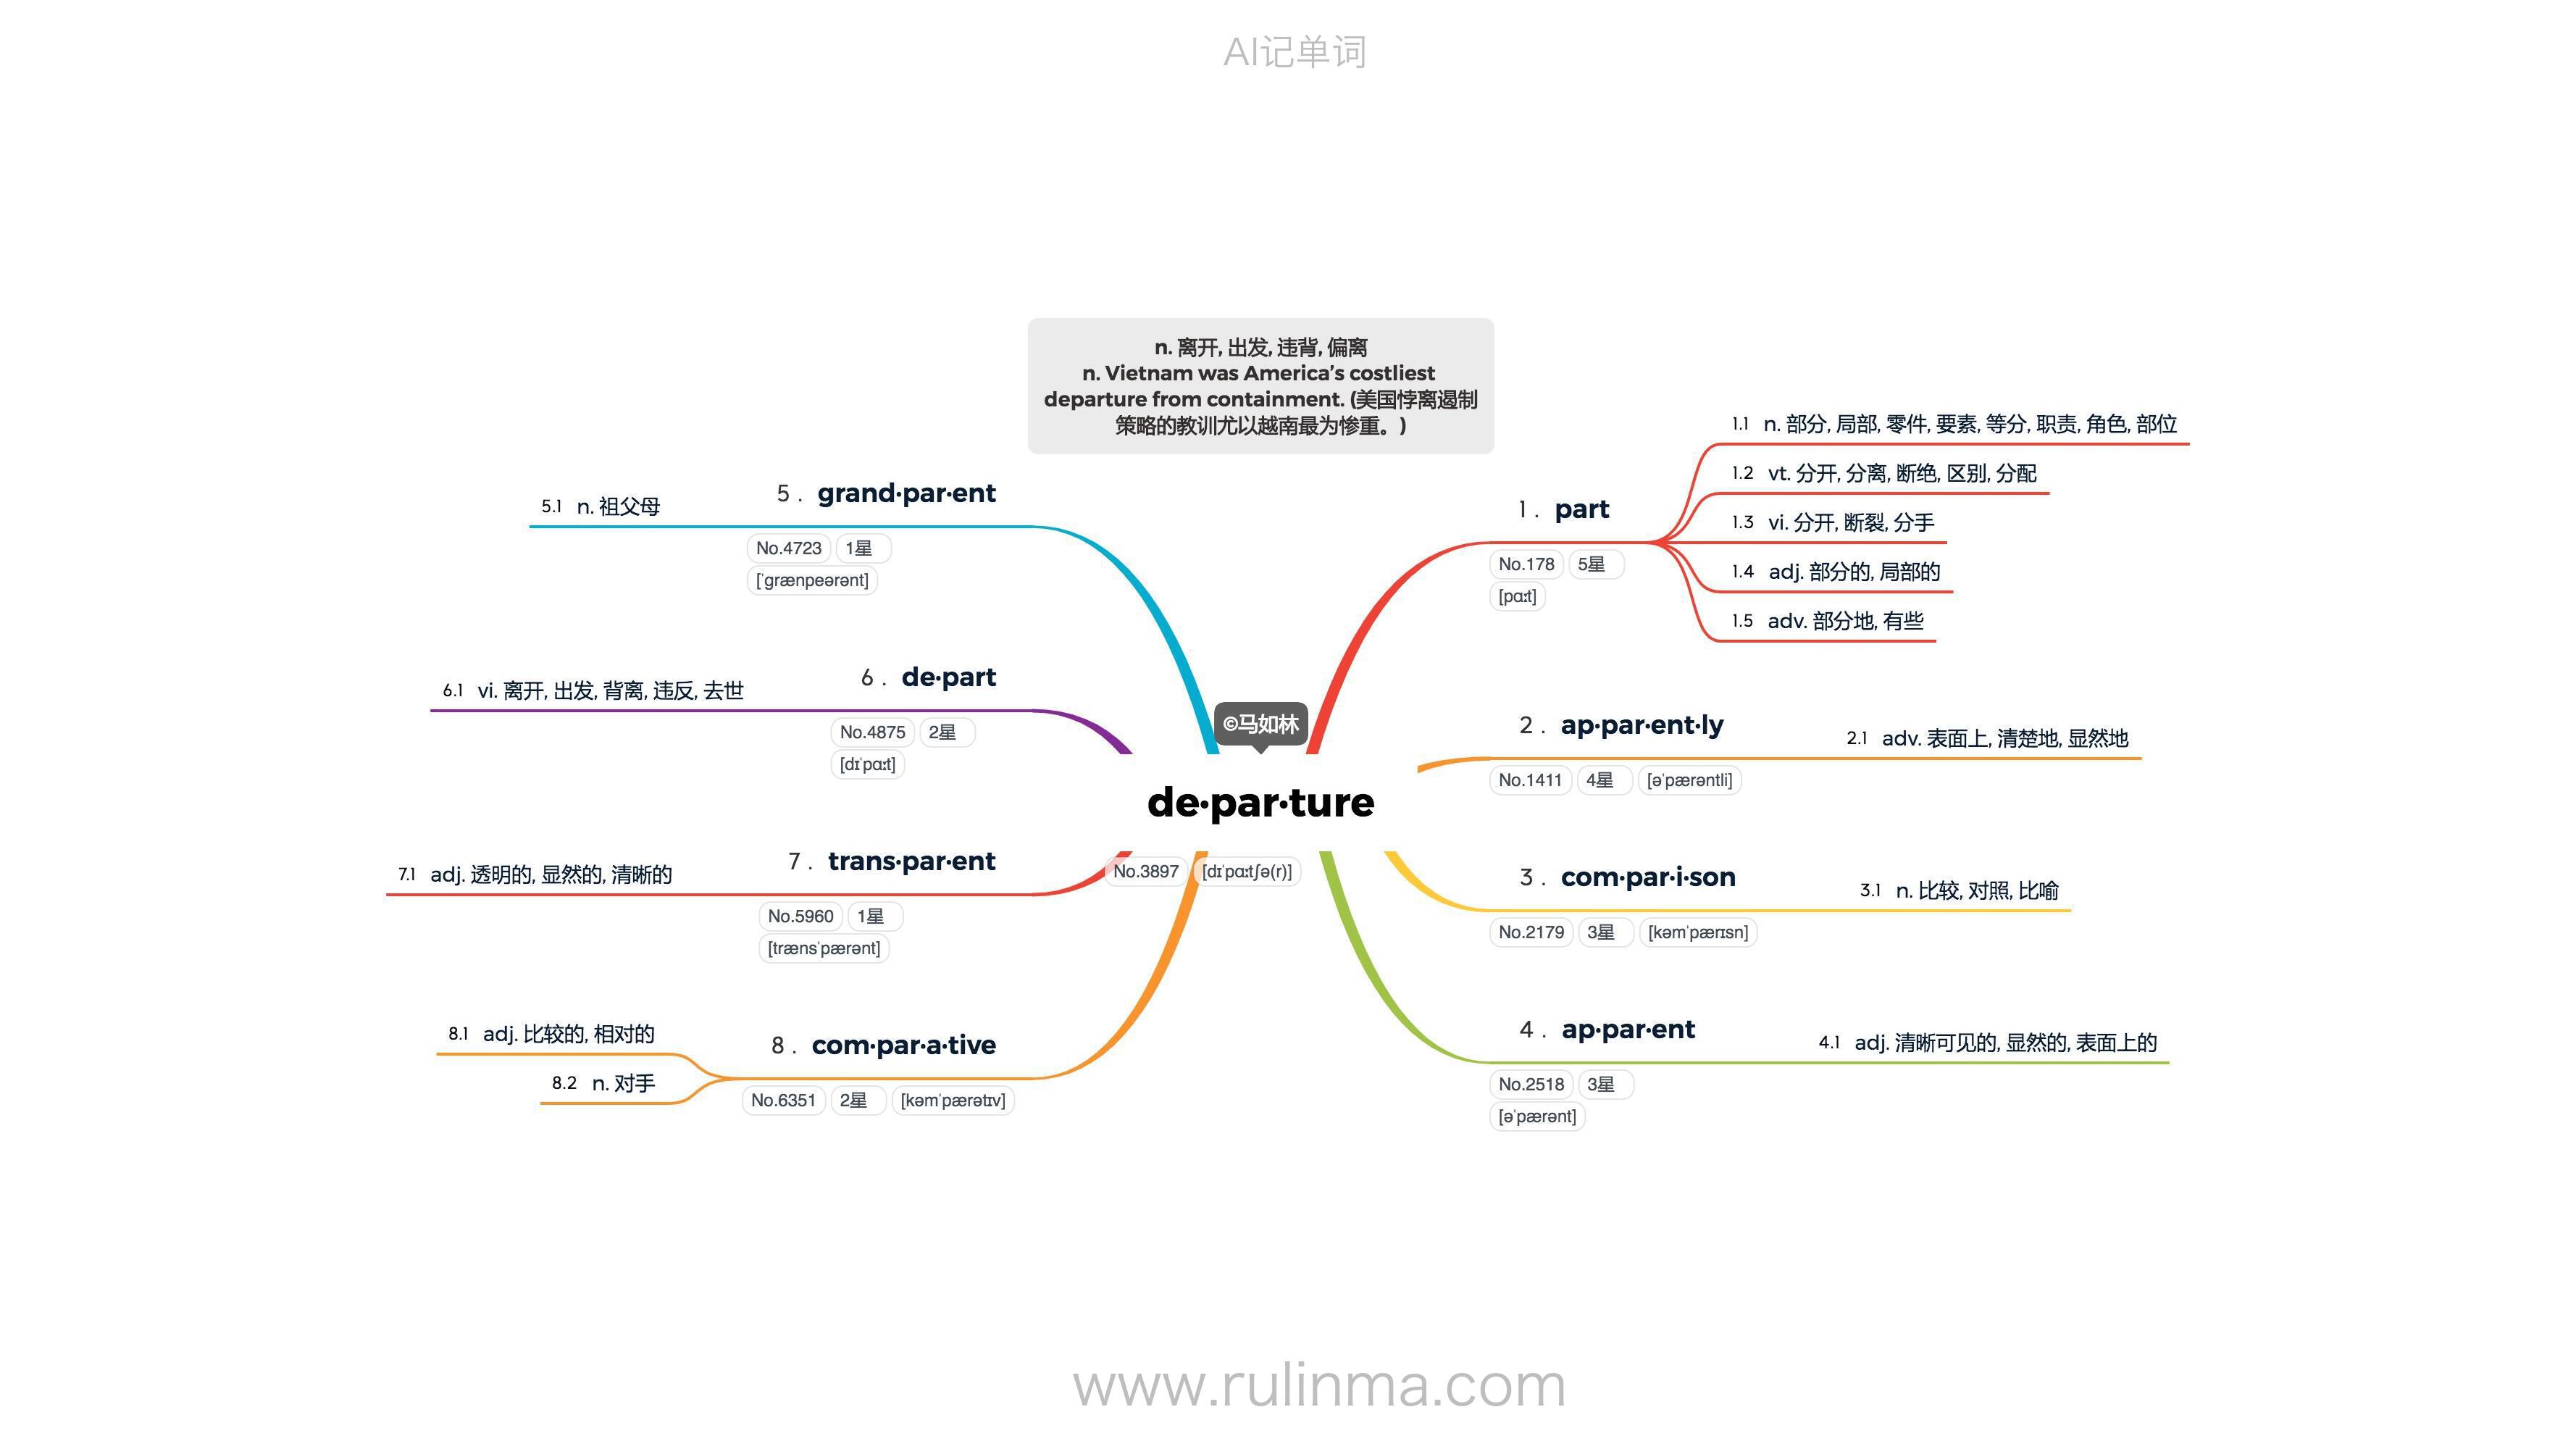 AI记单词
n. 离开, 出发, 违背, 偏离
n. Vietnam was America’s costliest
departure from containment. (美国悖离遏制
策略的教训尤以越南最为惨重。)
©马如林
de·par·ture
No.3897 [dɪˈpɑːtʃə(r)]
1 . part
No.178 5星
[pɑːt]
1.1 n. 部分, 局部, 零件, 要素, 等分, 职责, 角色, 部位
1.2 vt. 分开, 分离, 断绝, 区别, 分配
1.3 vi. 分开, 断裂, 分手
1.4 adj. 部分的, 局部的
1.5 adv. 部分地, 有些
2 . ap·par·ent·ly
No.1411 4星 [əˈpærəntli]
2.1 adv. 表面上, 清楚地, 显然地
3 . com·par·i·son
No.2179 3星 [kəmˈpærɪsn]
3.1 n. 比较, 对照, 比喻
4 . ap·par·ent
No.2518 3星
[əˈpærənt]
4.1 adj. 清晰可见的, 显然的, 表面上的
5 . grand·par·ent
No.4723 1星
[ˈɡrænpeərənt]
5.1 n. 祖父母
6 . de·part
No.4875 2星
[dɪˈpɑːt]
6.1 vi. 离开, 出发, 背离, 违反, 去世
7 . trans·par·ent
No.5960 1星
[trænsˈpærənt]
7.1 adj. 透明的, 显然的, 清晰的
8 . com·par·a·tive
No.6351 2星 [kəmˈpærətɪv]
8.1 adj. 比较的, 相对的
8.2 n. 对手
www.rulinma.com